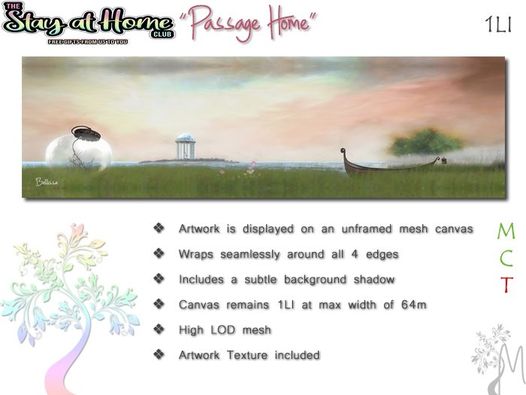 THE
Stay at Home
CLUB
FREE GIFTS FROM US TO YOU
"Passage Home"
1LI
Bellissa
Artwork is displayed on an unframed mesh canvas
Wraps seamlessly around all 4 edges
Includes a subtle background shadow
Canvas remains 1LI at max width of 64m
High LOD mesh
Artwork Texture included
M
C
T
M